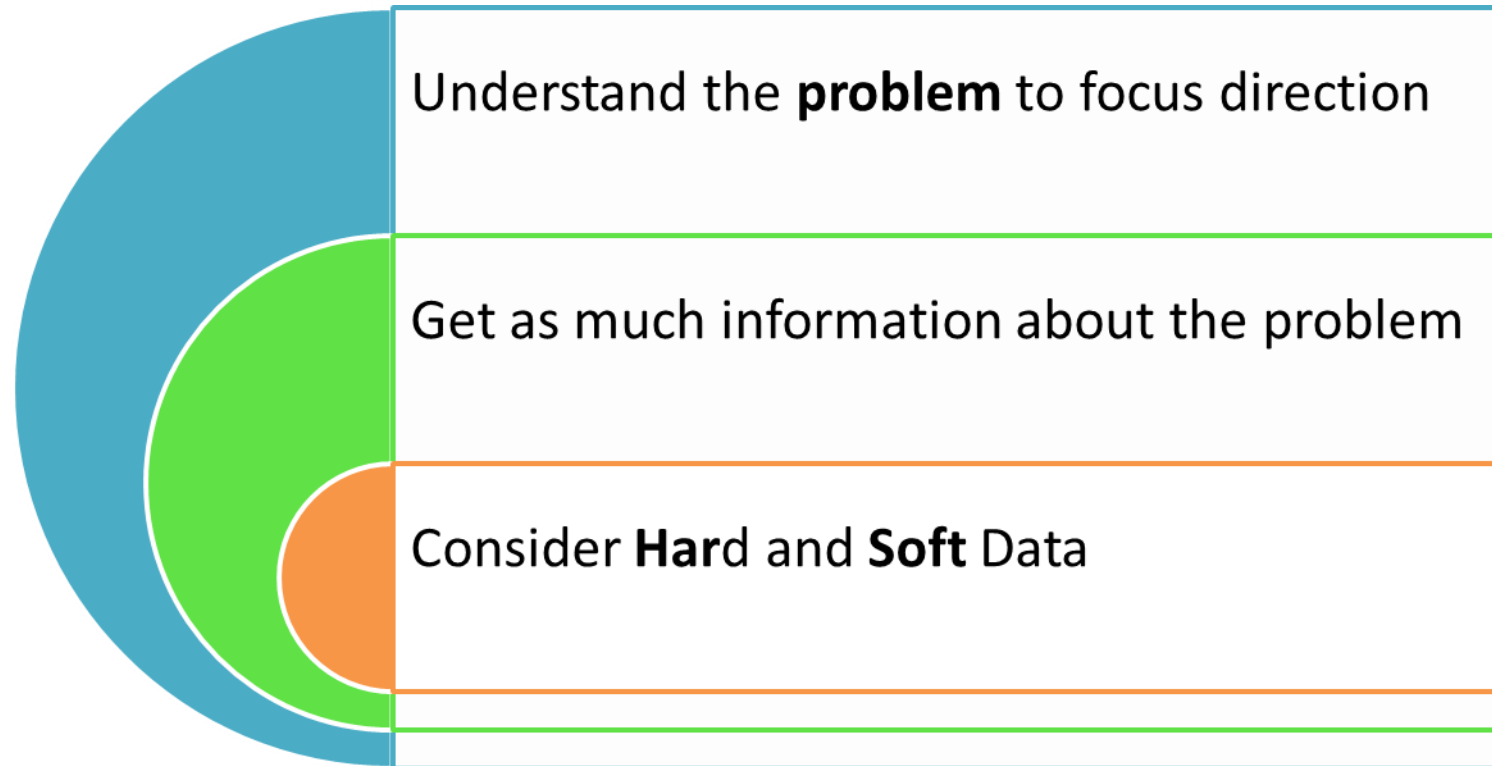 Understand the problem to focus direction
Get as much information about the problem
Consider Hard and Soft Data